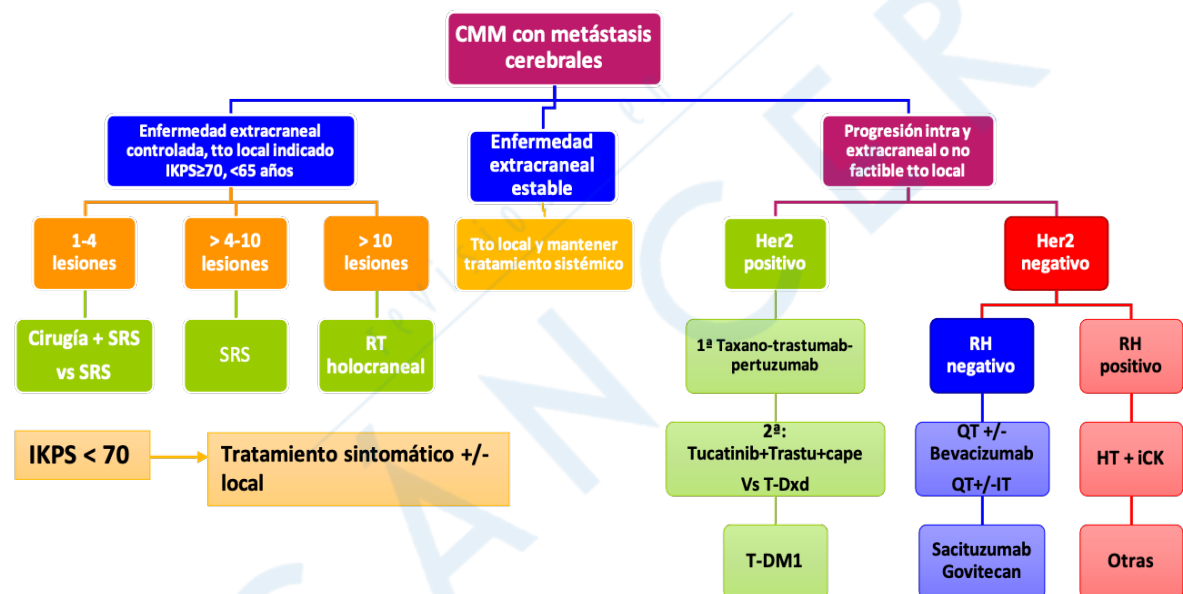 CMM con metástasis
cerebrales
Enfermedad extracraneal
controlada, tto local indicado
IKPS≥70, <65 años
Enfermedad
extracraneal
estable
Progresión intra y
extracraneal o no
factible tto local
1-4
lesiones
> 4-10
lesiones
> 10
lesiones
Tto local y mantener
tratamiento sistémico
Her2
positivo
Her2
negativo
Cirugía + SRS
vs SRS
SRS
RT
holocraneal
1ª Taxano-trastumab-
pertuzumab
RH
negativo
RH
positivo
2ª:
Tucatinib+Trastu+cape
Vs T-Dxd
QT +/-
Bevacizumab
QT+/-IT
HT + iCK
T-DM1
Sacituzumab
Govitecan
Otras
IKPS < 70
Tratamiento sintomático +/-
local
revisiones en
CANCER